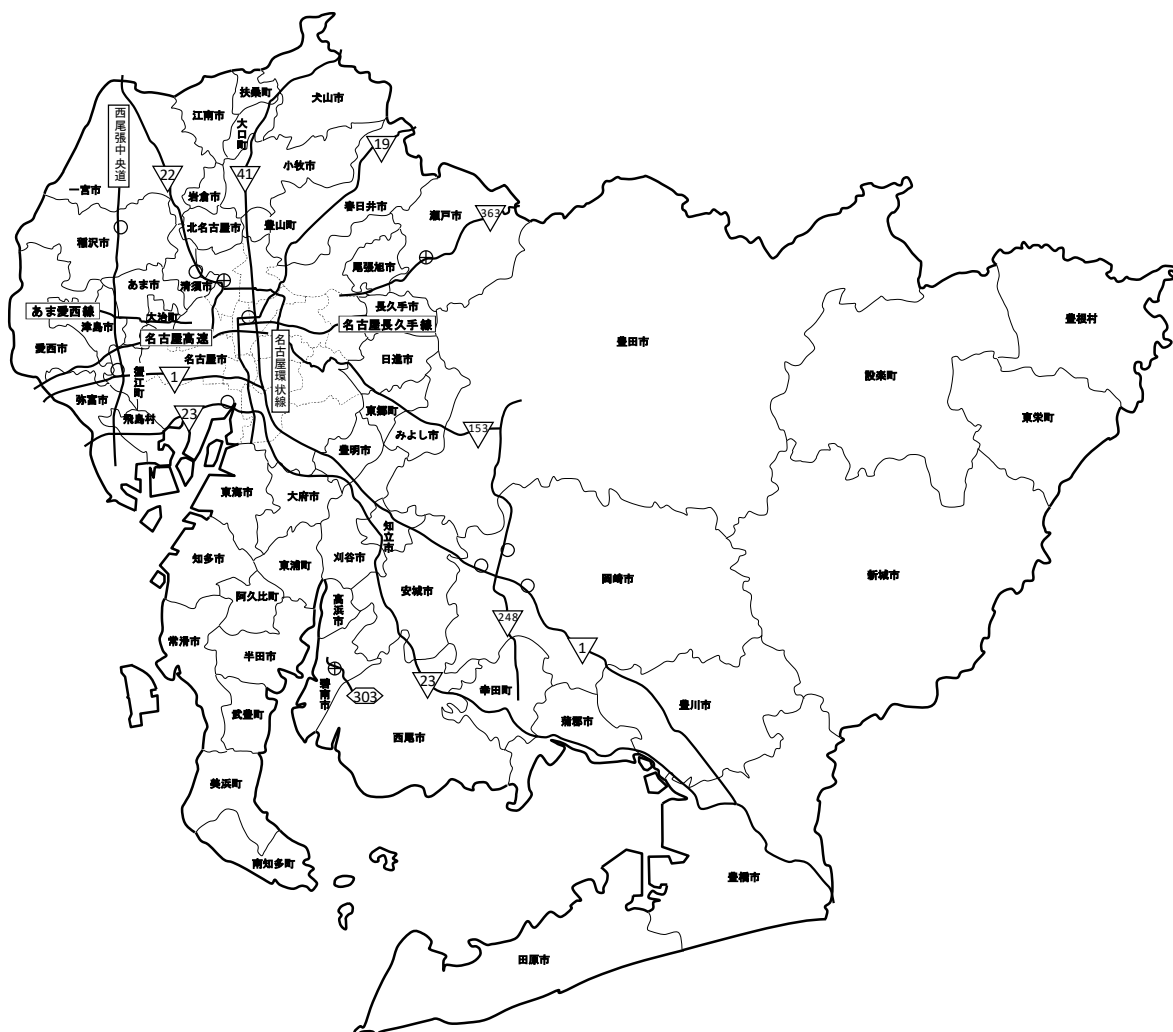 扶桑町
犬山市
江南市
大口町
西尾張中央道
19
小牧市
22
41
一宮市
岩倉市
春日井市
瀬戸市
363
北名古屋市
豊山町
稲沢市
尾張旭市
あま市
清須市
長久手市
あま愛西線
大治町
津島市
名古屋長久手線
名古屋高速
豊根村
豊田市
愛西市
名古屋市
日進市
名古屋環状線
設楽町
蟹江町
1
弥富市
東郷町
飛島村
23
東栄町
みよし市
153
豊明市
東海市
大府市
知立市
知多市
東浦町
刈谷市
岡崎市
新城市
安城市
阿久比町
高浜市
248
常滑市
半田市
1
碧南市
303
23
幸田町
豊川市
武豊町
蒲郡市
西尾市
美浜町
南知多町
豊橋市
田原市